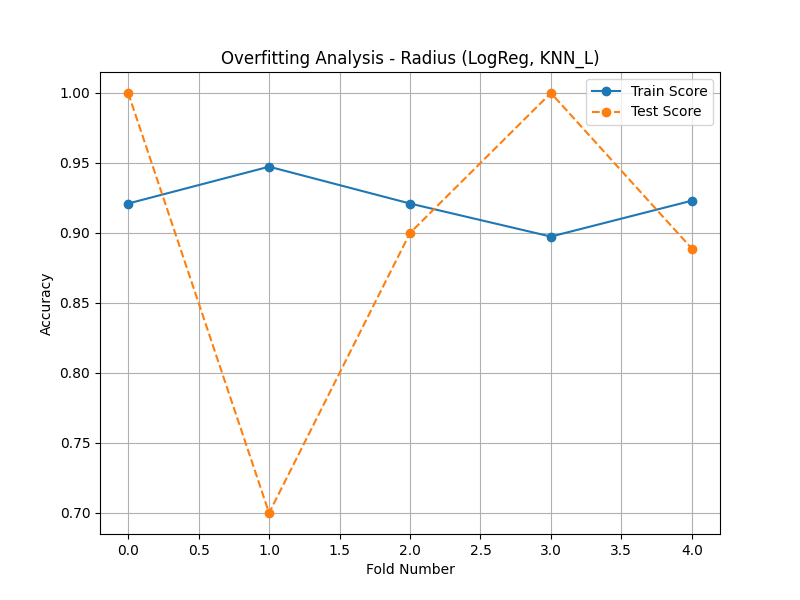 Overfitting Analysis - Radius (LogReg, KNN_L)
Train Score
Test Score
Accuracy
1.00
0.95
0.90
0.85
0.80
0.75
0.70
0.0 0.5 1.0 1.5 2.0 2.5 3.0 3.5 4.0
Fold Number